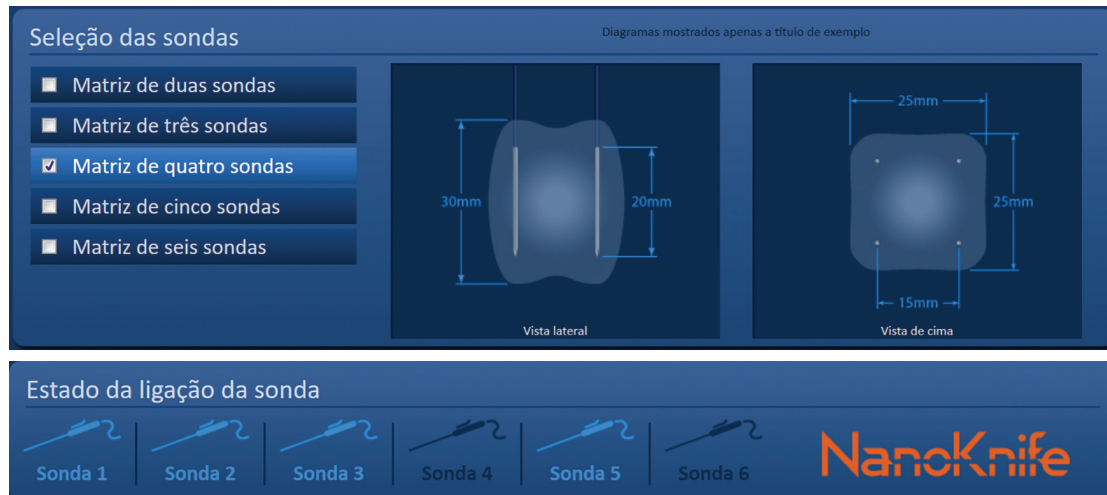 Seleção das sondas
Diagramas mostrados apenas a título de exemplo
Matriz de duas sondas
Matriz de três sondas
Matriz de quatro sondas
Matriz de cinco sondas
Matriz de seis sondas
30mm
20mm
Vista lateral
25mm
25mm
15mm
Vista de cima
Estado da ligação da sonda
Sonda 1
Sonda 2
Sonda 3
Sonda 4
Sonda 5
Sonda 6
NanoKnife